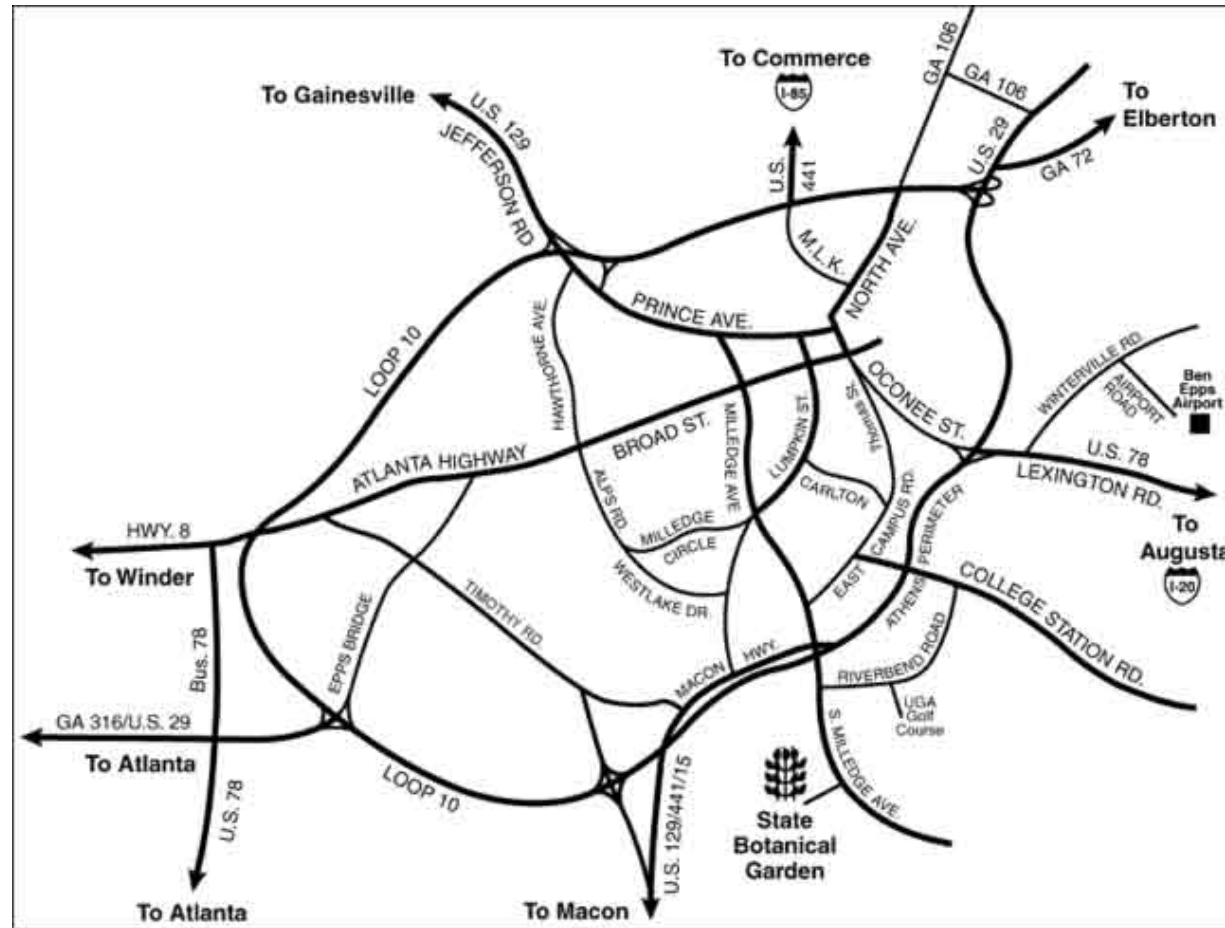 To Commerce
I-85
To Gainesville
U.S. 129
JEFFERSON RD
U.S.
441
GA 106
GA 106
To
Elberton
U.S. 29
GA 72
M.L.K.
NORTH AVE.
PRINCE AVE.
LOOP 10
HAWTHORNE AVE.
WINTERVILLE RD.
AIRPORT
ROAD
Ben
Epps
Airport
OCONEE ST.
Thomas St.
BROAD ST.
MILLEDGE AVE
LUMPKIN ST.
ATLANTA HIGHWAY
U.S. 78
LEXINGTON RD.
To
Augusta
I-20
CARLTON
ALPS RD.
MILLEDGE
CIRCLE
EAST CAMPUS RD.
ATHENS PERIMETER
HWY. 8
To Winder
WESTLAKE DR.
COLLEGE STATION RD.
TIMOTHY RD.
EPPS BRIDGE
Bus. 78
MACON HWY.
RIVERBEND ROAD
UGA
Golf
Course
GA 316/U.S. 29
To Atlanta
LOOP 10
S. MILLEDGE AVE.
State
Botanical
Garden
U.S. 78
U.S. 129/441/15
To Atlanta
To Macon